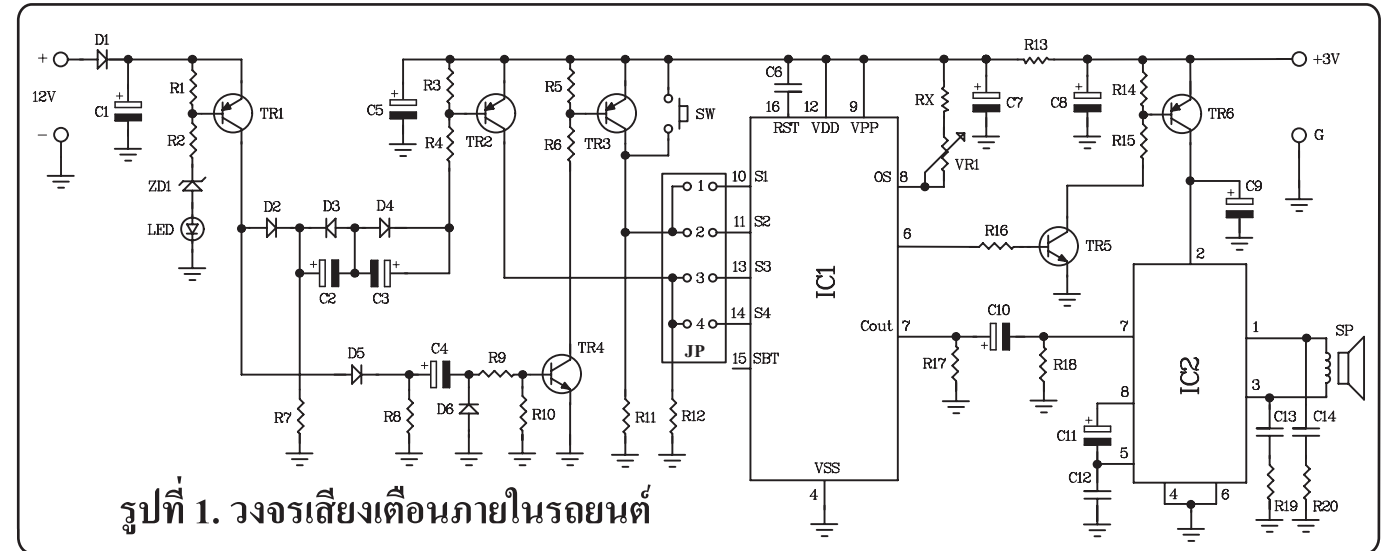 D1
+
12V
-
C1
+
R1
R2
TR1
ZD1
LED
D2
D3
D4
+
C2
C3
+
C5
+
R3
R4
TR2
R5
R6
TR3
SW
D5
C4
+
R9
TR4
R7
R8
D6
R10
R11
R12
1
2
3
4
JP
C6
16
RST
12
VDD
9
VPP
10
S1
11
S2
13
S3
14
S4
15
SBT
IC1
OS
8
6
Cout
7
VSS
4
RX
VR1
+
C7
R13
C8
+
R14
R15
TR6
+3V
G
+
C9
R16
TR5
C10
+
R17
R18
2
7
8
5
1
3
IC2
4
6
C11
+
C12
SP
C13
C14
R19
R20
รูปที่ 1. วงจรเสียงเตือนภายในรถยนต์